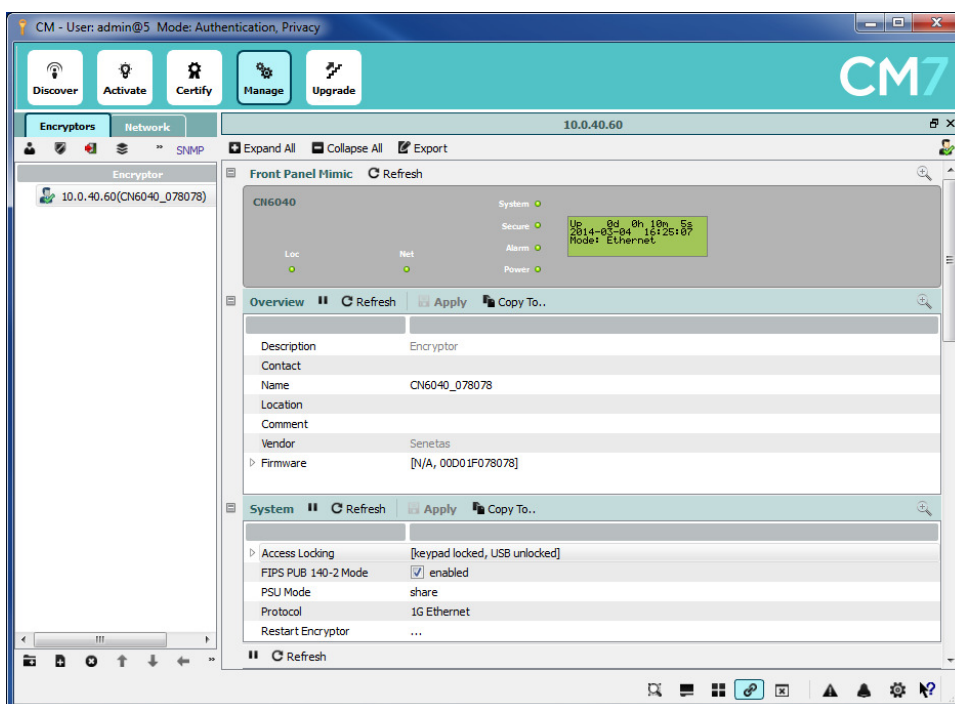 CM - User: admin@5 Mode: Authentication, Privacy
Discover
Activate
Certify
Manage
Upgrade
CM7
Encryptors
Network
10.0.40.60
»
SNMP
Expand All
Collapse All
Export
Encryptor
10.0.40.60(CN6040_078078)
Front Panel Mimic
Refresh
CN6040
System
Secure
Alarm
Power
Loc
Net
Up 0d 0h 10m 5s
2014-03-04 16:25:07
Mode: Ethernet
Overview
Refresh
Apply
Copy To..
Description
Encryptor
Contact
Name
CN6040_078078
Location
Comment
Vendor
Senetas
Firmware
[N/A, 00D01F078078]
System
Refresh
Apply
Copy To..
Access Locking
[keypad locked, USB unlocked]
FIPS PUB 140-2 Mode
enabled
PSU Mode
share
Protocol
1G Ethernet
Restart Encryptor
...
Refresh
»